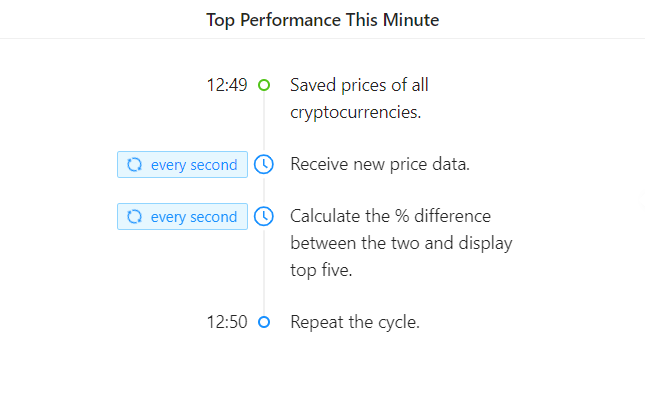 Top Performance This Minute
12:49 Saved prices of all
cryptocurrencies.
every second Receive new price data.
every second Calculate the % difference
between the two and display
top five.
12:50 Repeat the cycle.